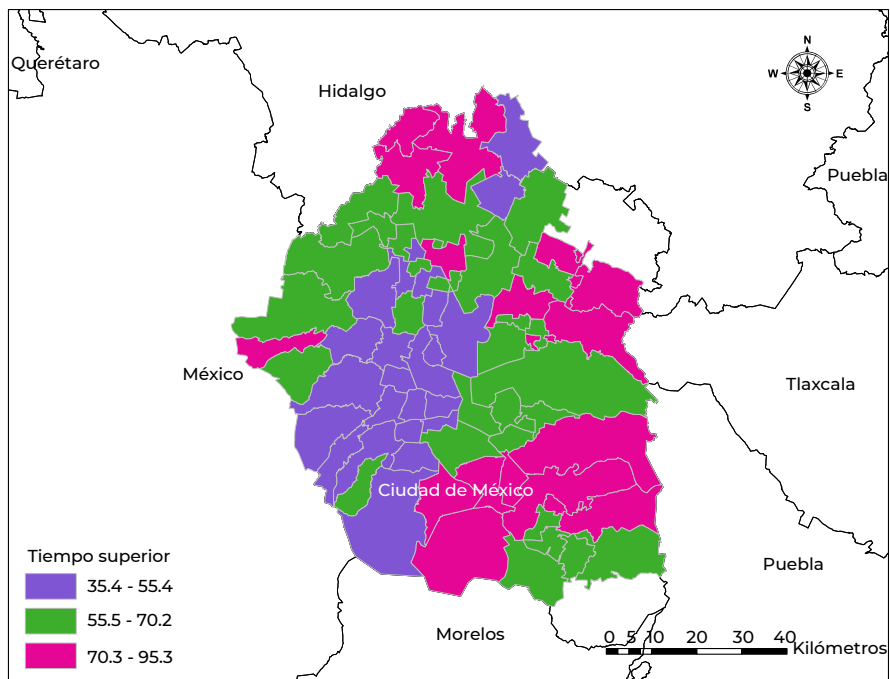 N
Querétaro
W E
Hidalgo
S
Puebla
México
Tlaxcala
Ciudad de México
Tiempo superior
35.4 - 55.4
55.5 - 70.2
70.3 - 95.3
Puebla
Morelos
0 5 10 20 30 40
Kilómetros